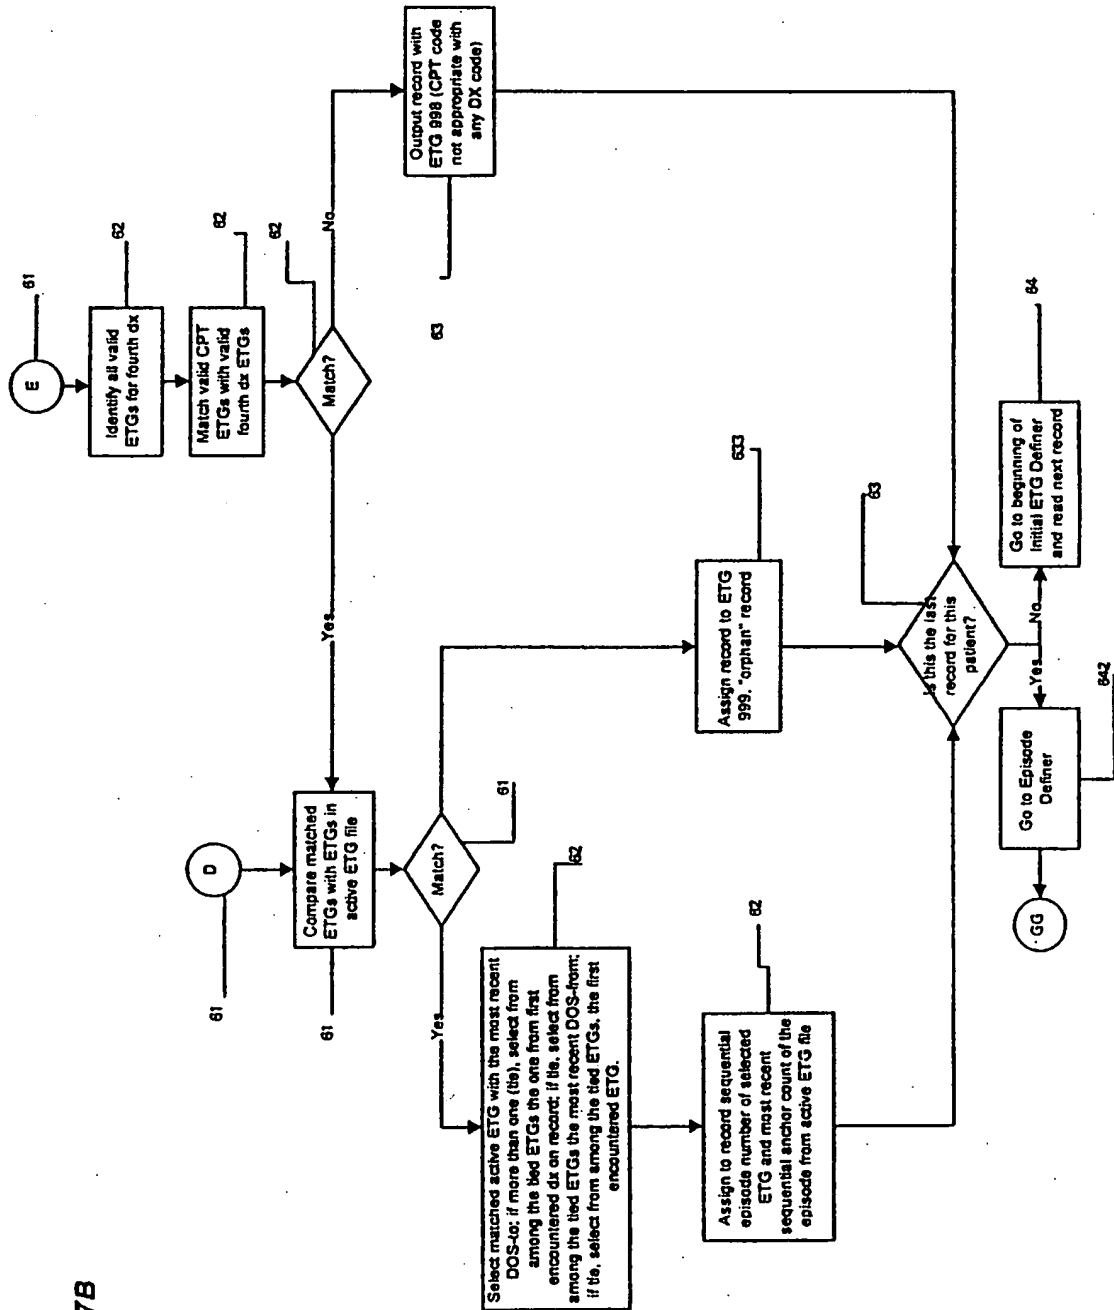 7B
E
61
Identify all valid
ETGs for fourth dx
62
Match valid CPT
ETGs with valid
fourth dx ETGs
62
Match?
62
No
Output record with
ETG 998 (CPT code
not appropriate with
any DX code)
63
Yes
D
61
Compare matched
ETGs with ETGs in
active ETG file
61
Match?
61
Yes
Select matched active ETG with the most recent
DOS-to; if more than one (tie), select from
among the tied ETGs the one from first
encountered dx on record; if tie, select from
among the tied ETGs the most recent DOS-from;
if tie, select from among the tied ETGs, the first
encountered ETG.
62
Assign to record sequential
episode number of selected
ETG and most recent
sequential anchor count of the
episode from active ETG file
62
Assign record to ETG
999, "orphan" record
633
Is this the last
record for this
patient?
63
No
Go to beginning of
Initial ETG Definer
and read next record
64
Yes
Go to Episode
Definer
642
GG